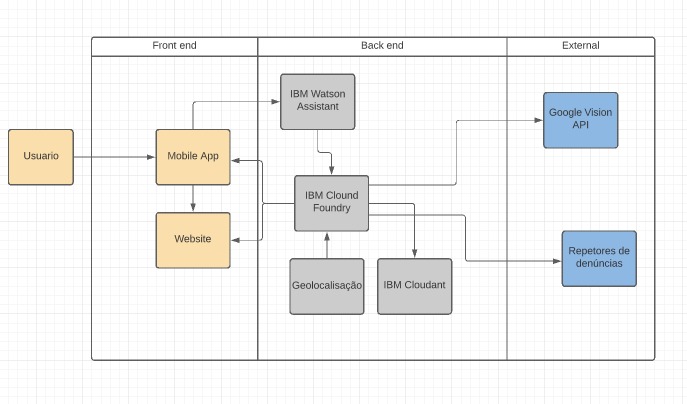 Front end
Back end
External
IBM Watson
Assistant
Google Vision
API
Usuario
Mobile App
IBM Clound
Foundry
Website
Repetores de
denúncias
Geolocalisação
IBM Cloudant